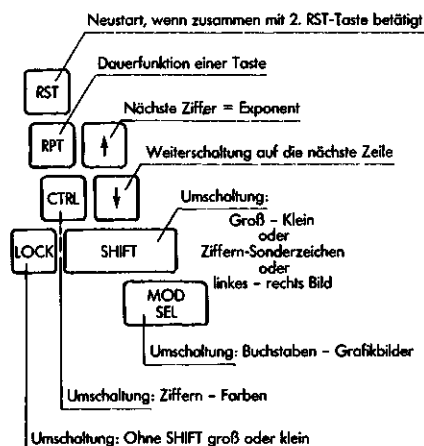 Neustart, wenn zusammen mit 2. RST-Taste betätigt
Dauerfunktion einer Taste
RST
Nächste Ziffer = Exponent
RPT ↑
Weiterschaltung auf die nächste Zeile
CTRL ↓
Umschaltung:
Groß – Klein
oder
LOCK SHIFT
Ziffern-Sonderzeichen
oder
linkes – rechts Bild
MOD
SEL
Umschaltung: Buchstaben – Grafikbilder
Umschaltung: Ziffern – Farben
Umschaltung: Ohne SHIFT groß oder klein